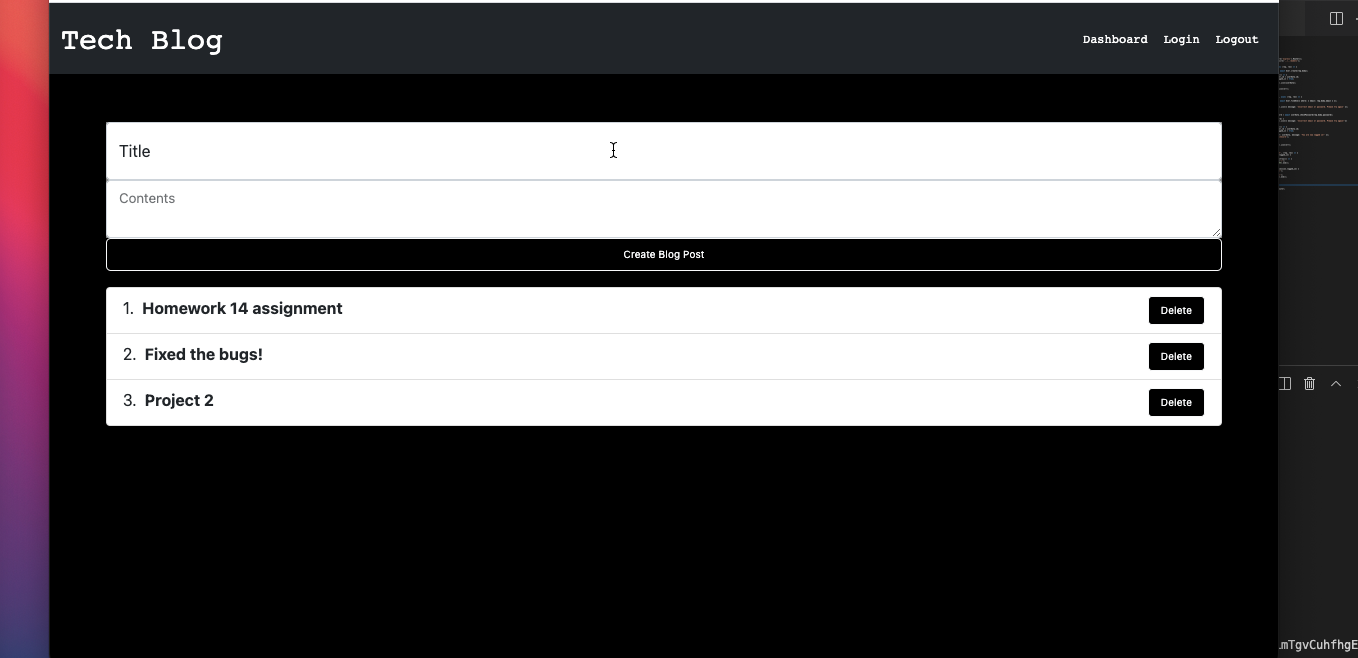 Tech Blog
Dashboard Login Logout
Title
Contents
Create Blog Post
1. Homework 14 assignment Delete
2. Fixed the bugs! Delete
3. Project 2 Delete